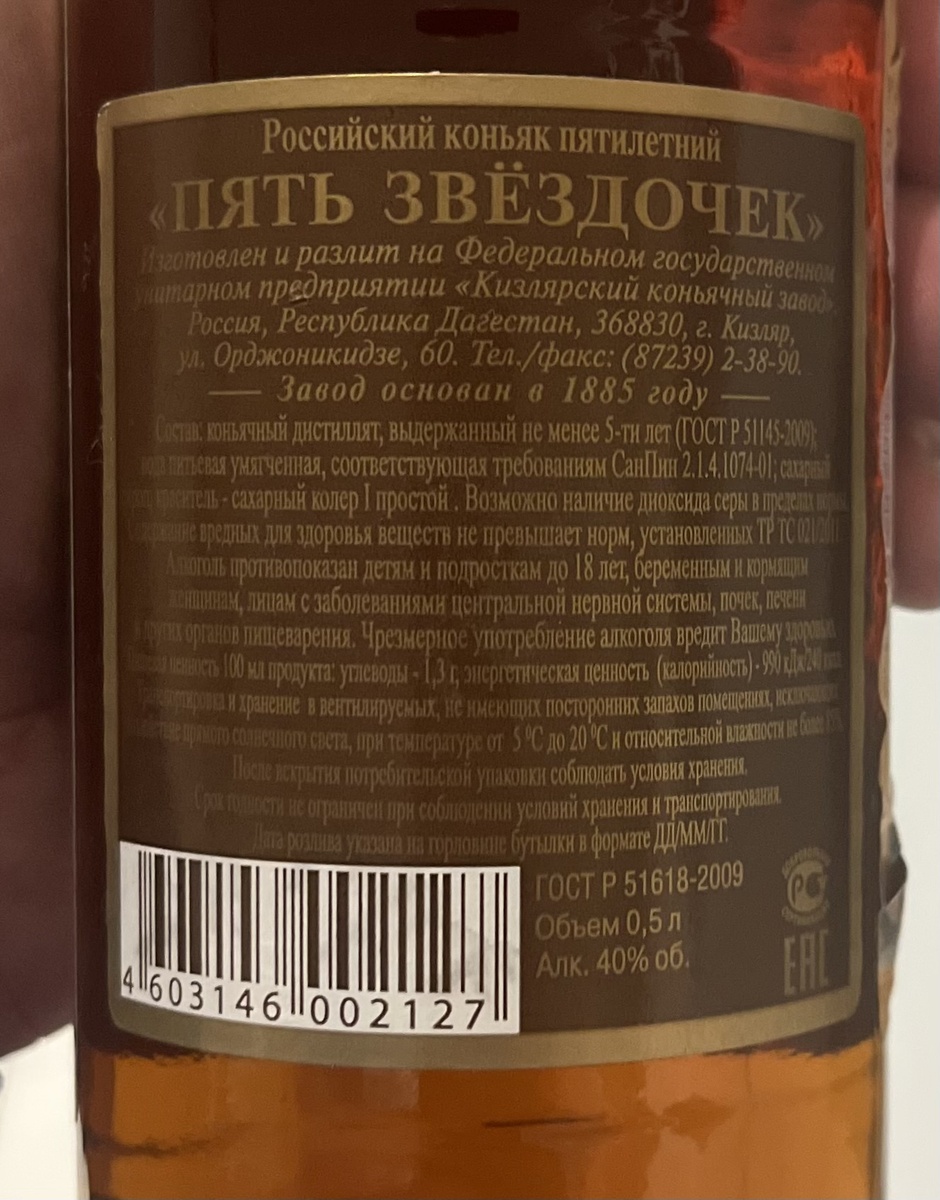 Российский коньяк пятилетний
«ПЯТЬ ЗВЁЗДОЧЕК»
Изготовлен и разлит на Федеральном государственном
унитарном предприятии «Кизлярский коньячный завод».
Россия, Республика Дагестан, 368830, г. Кизляр,
ул. Орджоникидзе, 60. Тел./факс: (87239) 2-38-90.
— Завод основан в 1885 году —
Состав: коньячный дистиллят, выдержанный не менее 5-ти лет (ГОСТ Р 51145-2009);
вода питьевая умягченная, соответствующая требованиям СанПин 2.1.4.1074-01; сахарный
краситель - сахарный колер I простой . Возможно наличие диоксида серы в пределах нормы.
Содержание вредных для здоровья веществ не превышает норм, установленных ТР ТС 021/2011
Алкоголь противопоказан детям и подросткам до 18 лет, беременным и кормящим
женщинам, лицам с заболеваниями центральной нервной системы, почек, печени
и других органов пищеварения. Чрезмерное употребление алкоголя вредит Вашему здоровью.
ценность 100 мл продукта: углеводы - 1,3 г, энергетическая ценность (калорийность) - 990 кДж/240
Транспортировка и хранение в вентилируемых, не имеющих посторонних запахов помещениях, исключающих
прямого солнечного света, при температуре от 5 °С до 20 °С и относительной влажности не более
После вскрытия потребительской упаковки соблюдать условия хранения.
Срок годности не ограничен при соблюдении условий хранения и транспортирования.
Дата розлива указана на горловине бутылки в формате ДД/ММ/ГГ.
ГОСТ Р 51618-2009
Объем 0,5 л
Алк. 40% об.
4 603146 002127
РСТ
EAC